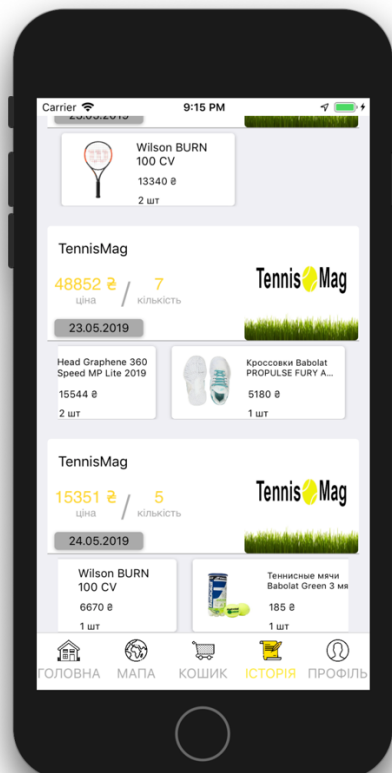 Carrier 9:15 PM
23.05.2019
Wilson BURN
100 CV
13340 ₴
2 шт
TennisMag
48852 ₴ / 7
ціна кількість
Tennis Mag
23.05.2019
Head Graphene 360
Speed MP Lite 2019
15544 ₴
2 шт
Кроссовки Babolat
PROPULSE FURY A...
5180 ₴
1 шт
TennisMag
15351 ₴ / 5
ціна кількість
Tennis Mag
24.05.2019
Wilson BURN
100 CV
6670 ₴
1 шт
Теннисные мячи
Babolat Green 3 мя
185 ₴
1 шт
ГОЛОВНА МАПА КОШИК ІСТОРІЯ ПРОФІЛЬ